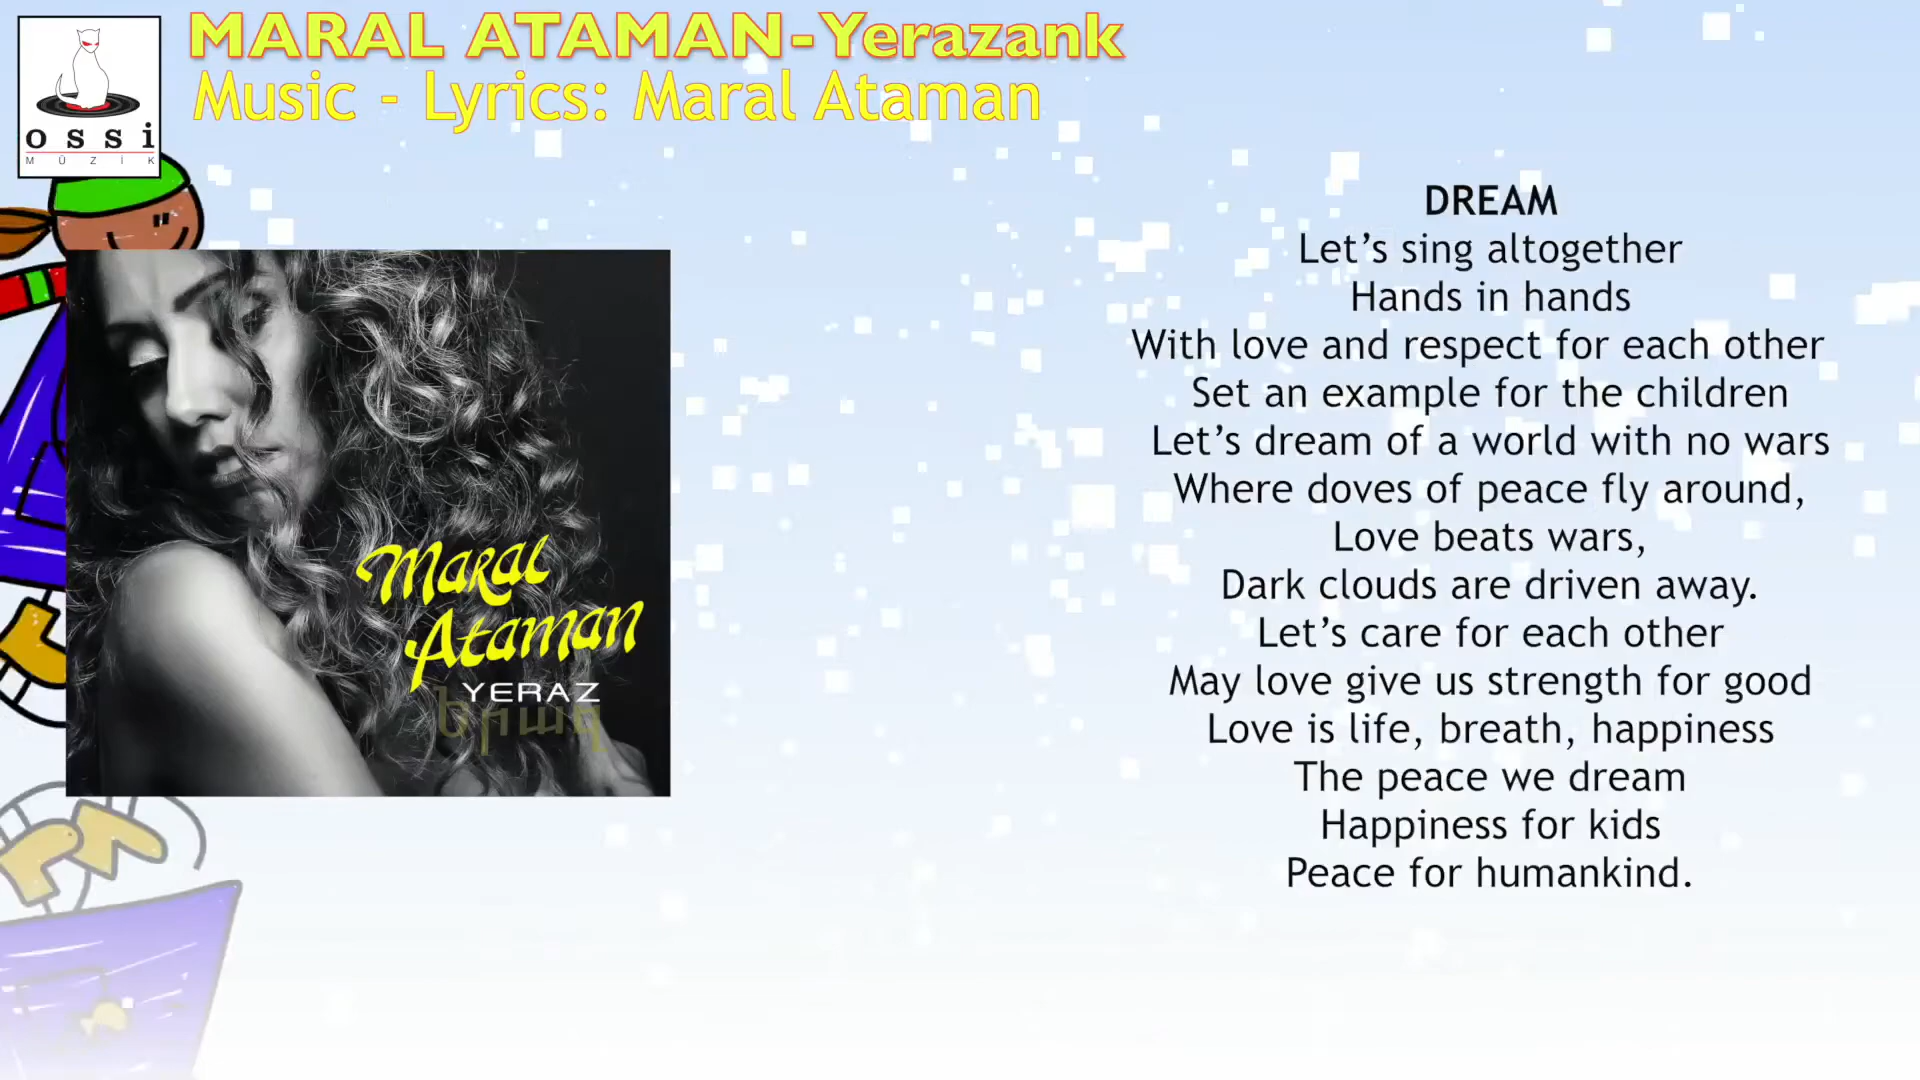 MARAL ATAMAN-Yerazank
Music - Lyrics: Maral Ataman
ossi
MÜZİK
Maral
Ataman
YERAZ
երազ
DREAM
Let’s sing altogether
Hands in hands
With love and respect for each other
Set an example for the children
Let’s dream of a world with no wars
Where doves of peace fly around,
Love beats wars,
Dark clouds are driven away.
Let’s care for each other
May love give us strength for good
Love is life, breath, happiness
The peace we dream
Happiness for kids
Peace for humankind.